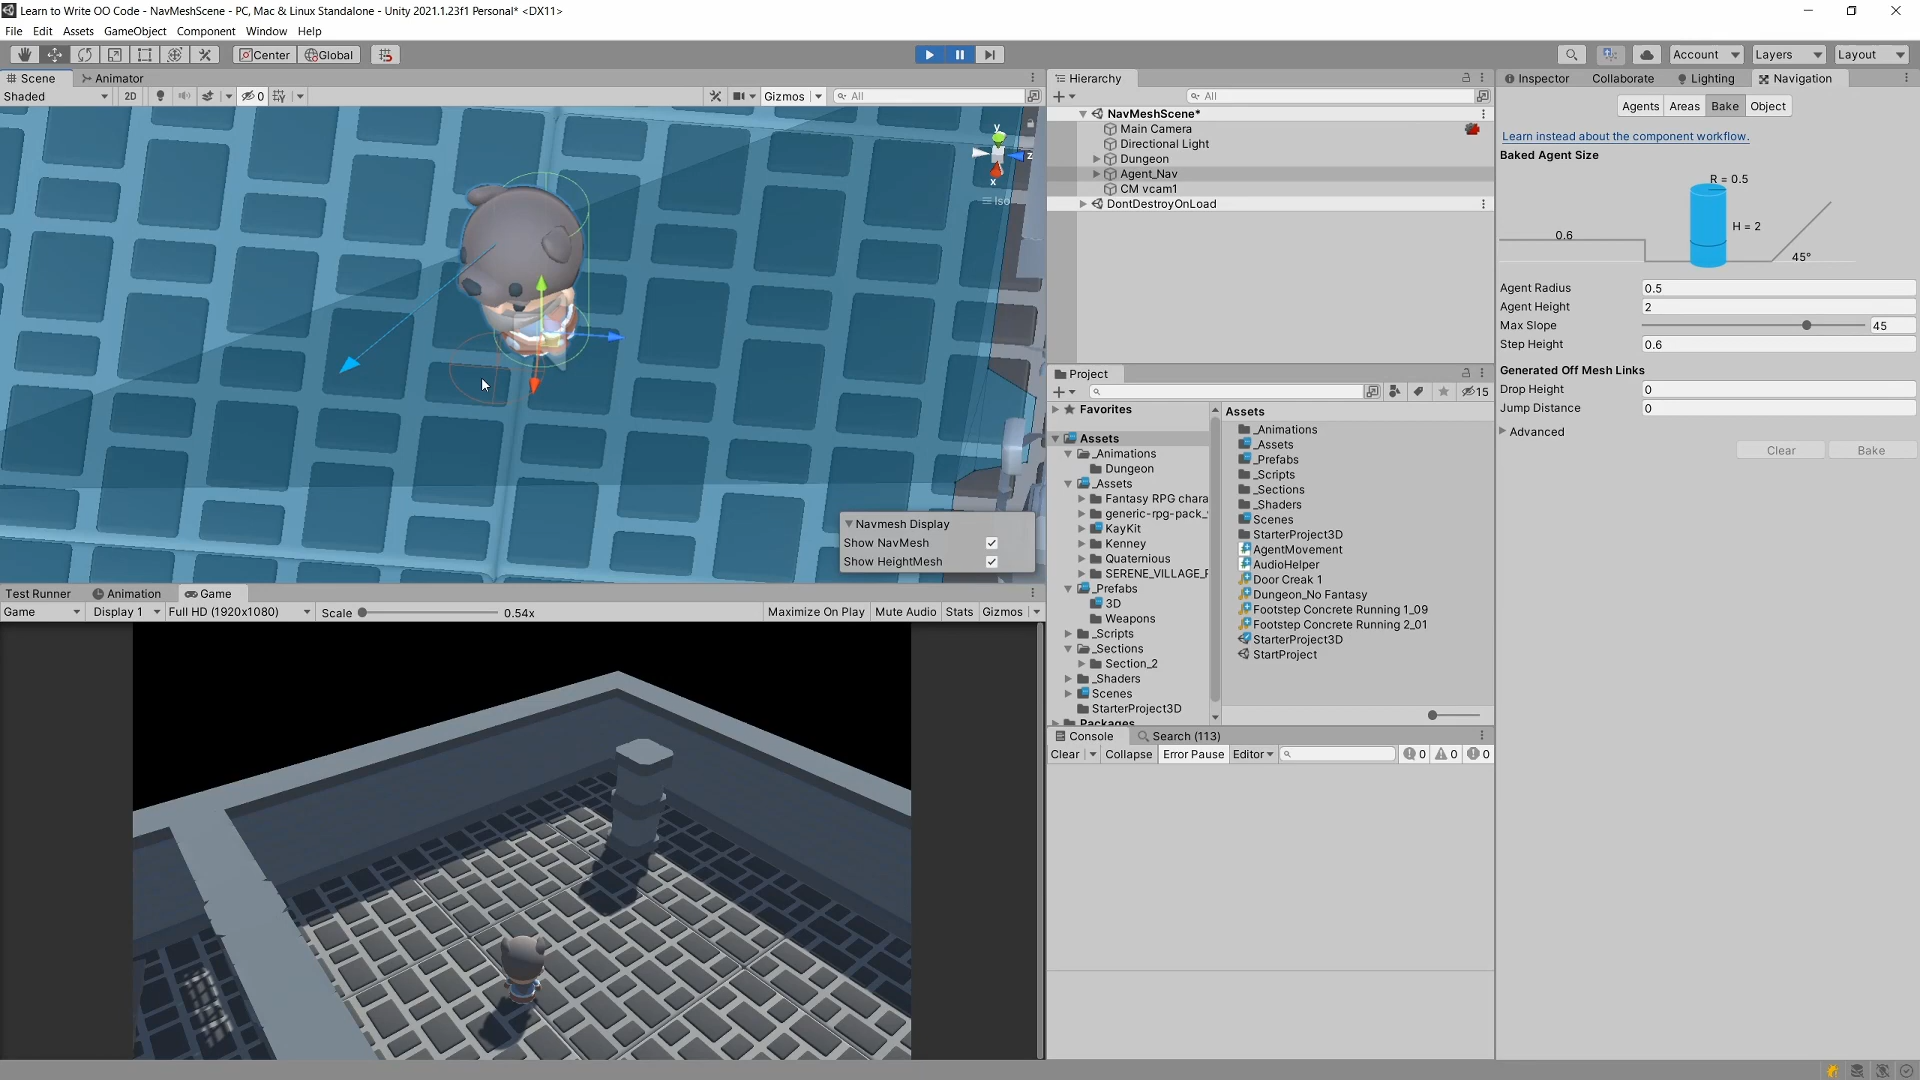 Learn to Write OO Code - NavMeshScene - PC, Mac & Linux Standalone - Unity 2021.1.23f1 Personal* <DX11>
File Edit Assets GameObject Component Window Help
Center Global Account Layers Layout
Scene Animator
Shaded 2D 0 Gizmos All
y
z
x
Iso
Navmesh Display
Show NavMesh
Show HeightMesh
Test Runner Animation Game
Game Display 1 Full HD (1920x1080) Scale 0.54x Maximize On Play Mute Audio Stats Gizmos
Hierarchy
All
NavMeshScene*
Main Camera
Directional Light
Dungeon
Agent_Nav
CM vcam1
DontDestroyOnLoad
Project
15
Favorites
Assets
_Animations
Dungeon
_Assets
Fantasy RPG chara
generic-rpg-pack_
KayKit
Kenney
Quaternious
SERENE_VILLAGE_
_Prefabs
3D
Weapons
_Scripts
_Sections
Section_2
_Shaders
Scenes
StarterProject3D
Packages
Assets
_Animations
_Assets
_Prefabs
_Scripts
_Sections
_Shaders
Scenes
StarterProject3D
AgentMovement
AudioHelper
Door Creak 1
Dungeon_No Fantasy
Footstep Concrete Running 1_09
Footstep Concrete Running 2_01
StarterProject3D
StartProject
Console Search (113)
Clear Collapse Error Pause Editor 0 0 0
Inspector Collaborate Lighting Navigation
Agents Areas Bake Object
Learn instead about the component workflow.
Baked Agent Size
R = 0.5
0.6
H = 2
45°
Agent Radius 0.5
Agent Height 2
Max Slope 45
Step Height 0.6
Generated Off Mesh Links
Drop Height 0
Jump Distance 0
Advanced
Clear Bake